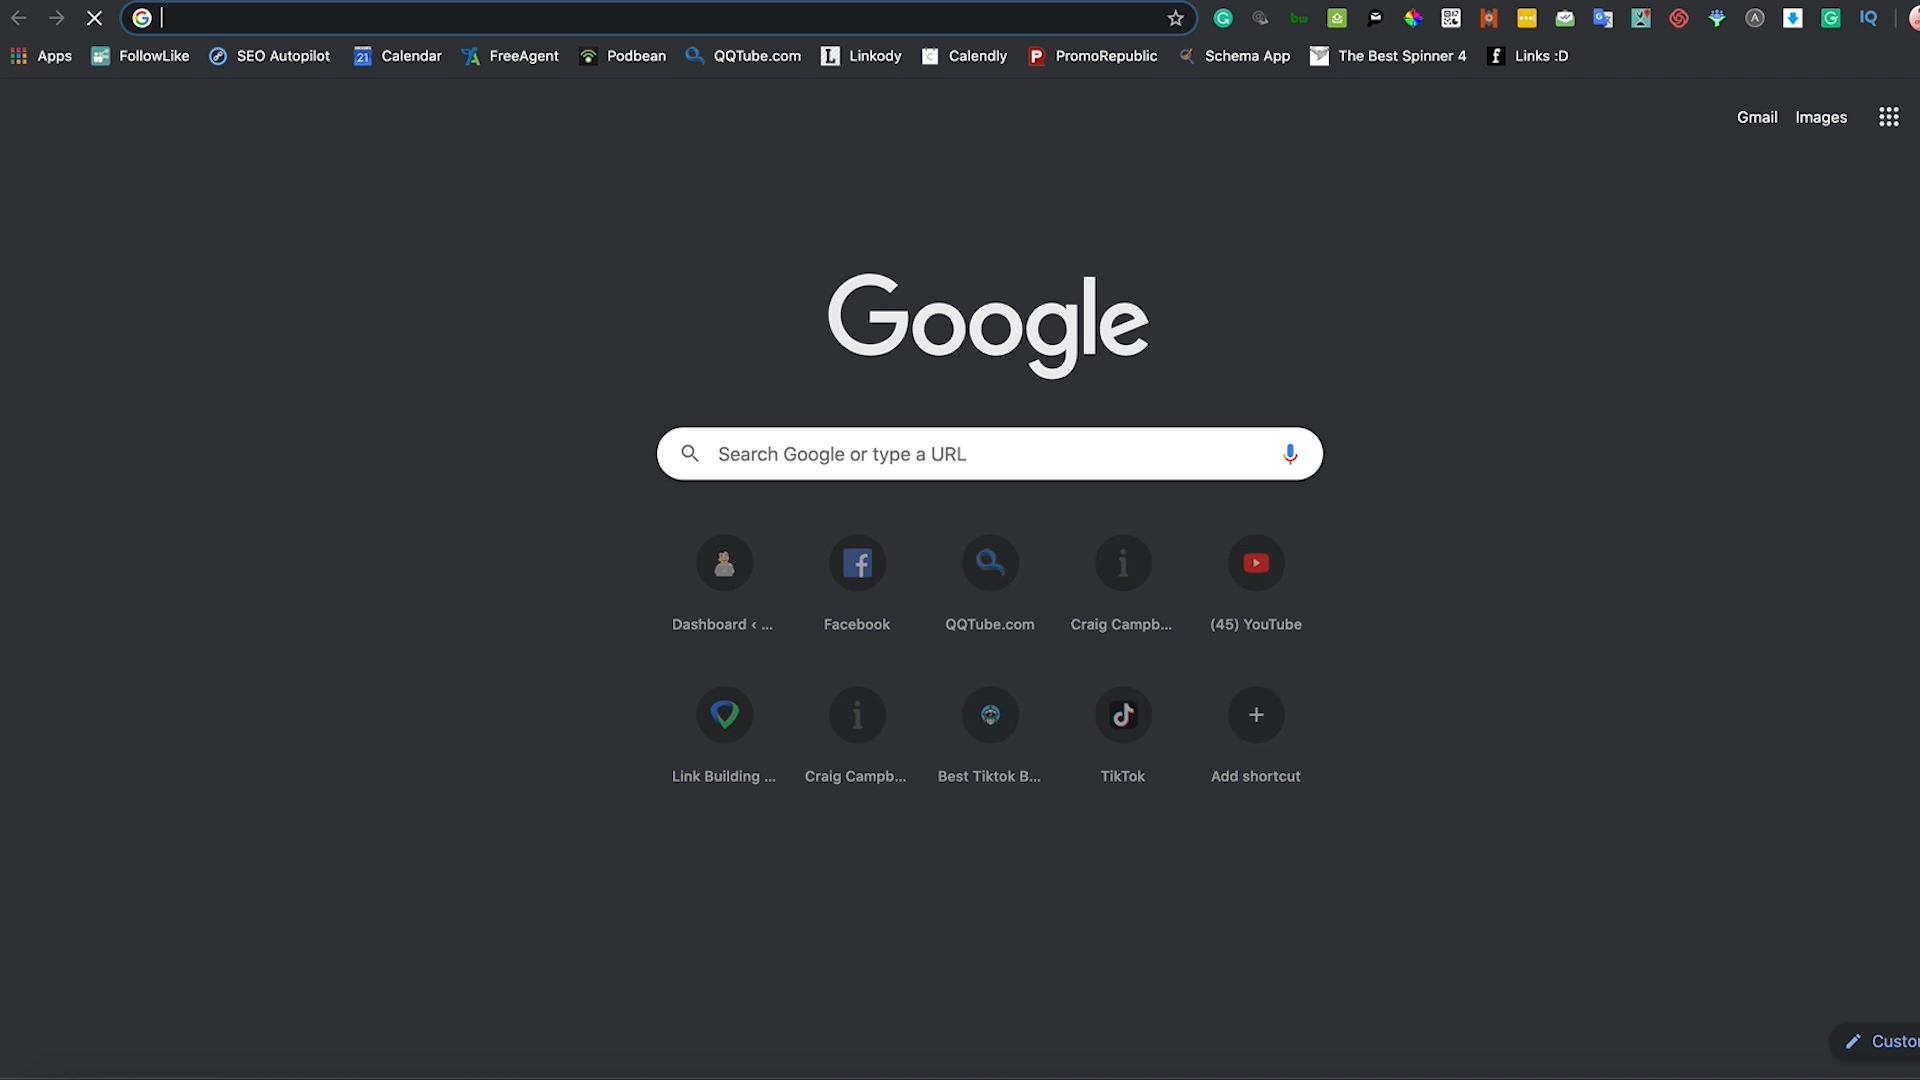 Apps FollowLike SEO Autopilot 21 Calendar FreeAgent Podbean QQTube.com Linkody Calendly PromoRepublic Schema App The Best Spinner 4 Links :D
Gmail Images
Google
Search Google or type a URL
Dashboard < ... Facebook QQTube.com Craig Campb... (45) YouTube
Link Building ... Craig Campb... Best Tiktok B... TikTok Add shortcut
Custo